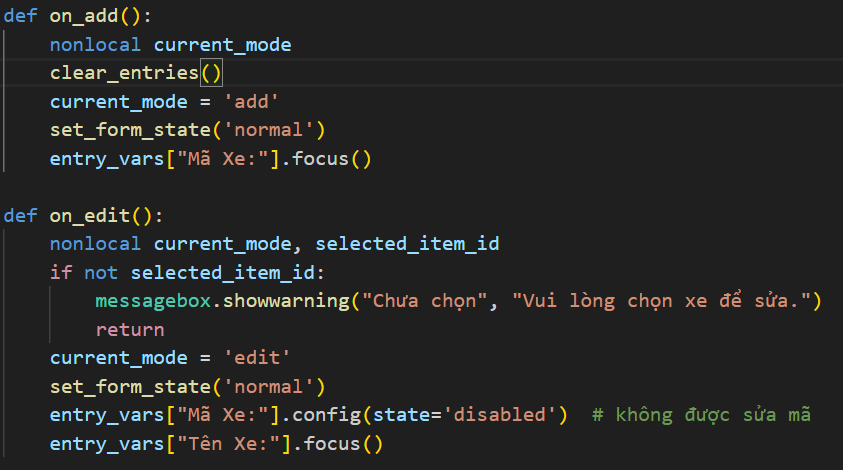 def on_add():
nonlocal current_mode
clear_entries()
current_mode = 'add'
set_form_state('normal')
entry_vars["Mã Xe:"].focus()
def on_edit():
nonlocal current_mode, selected_item_id
if not selected_item_id:
messagebox.showwarning("Chưa chọn", "Vui lòng chọn xe để sửa.")
return
current_mode = 'edit'
set_form_state('normal')
entry_vars["Mã Xe:"].config(state='disabled')  # không được sửa mã
entry_vars["Tên Xe:"].focus()